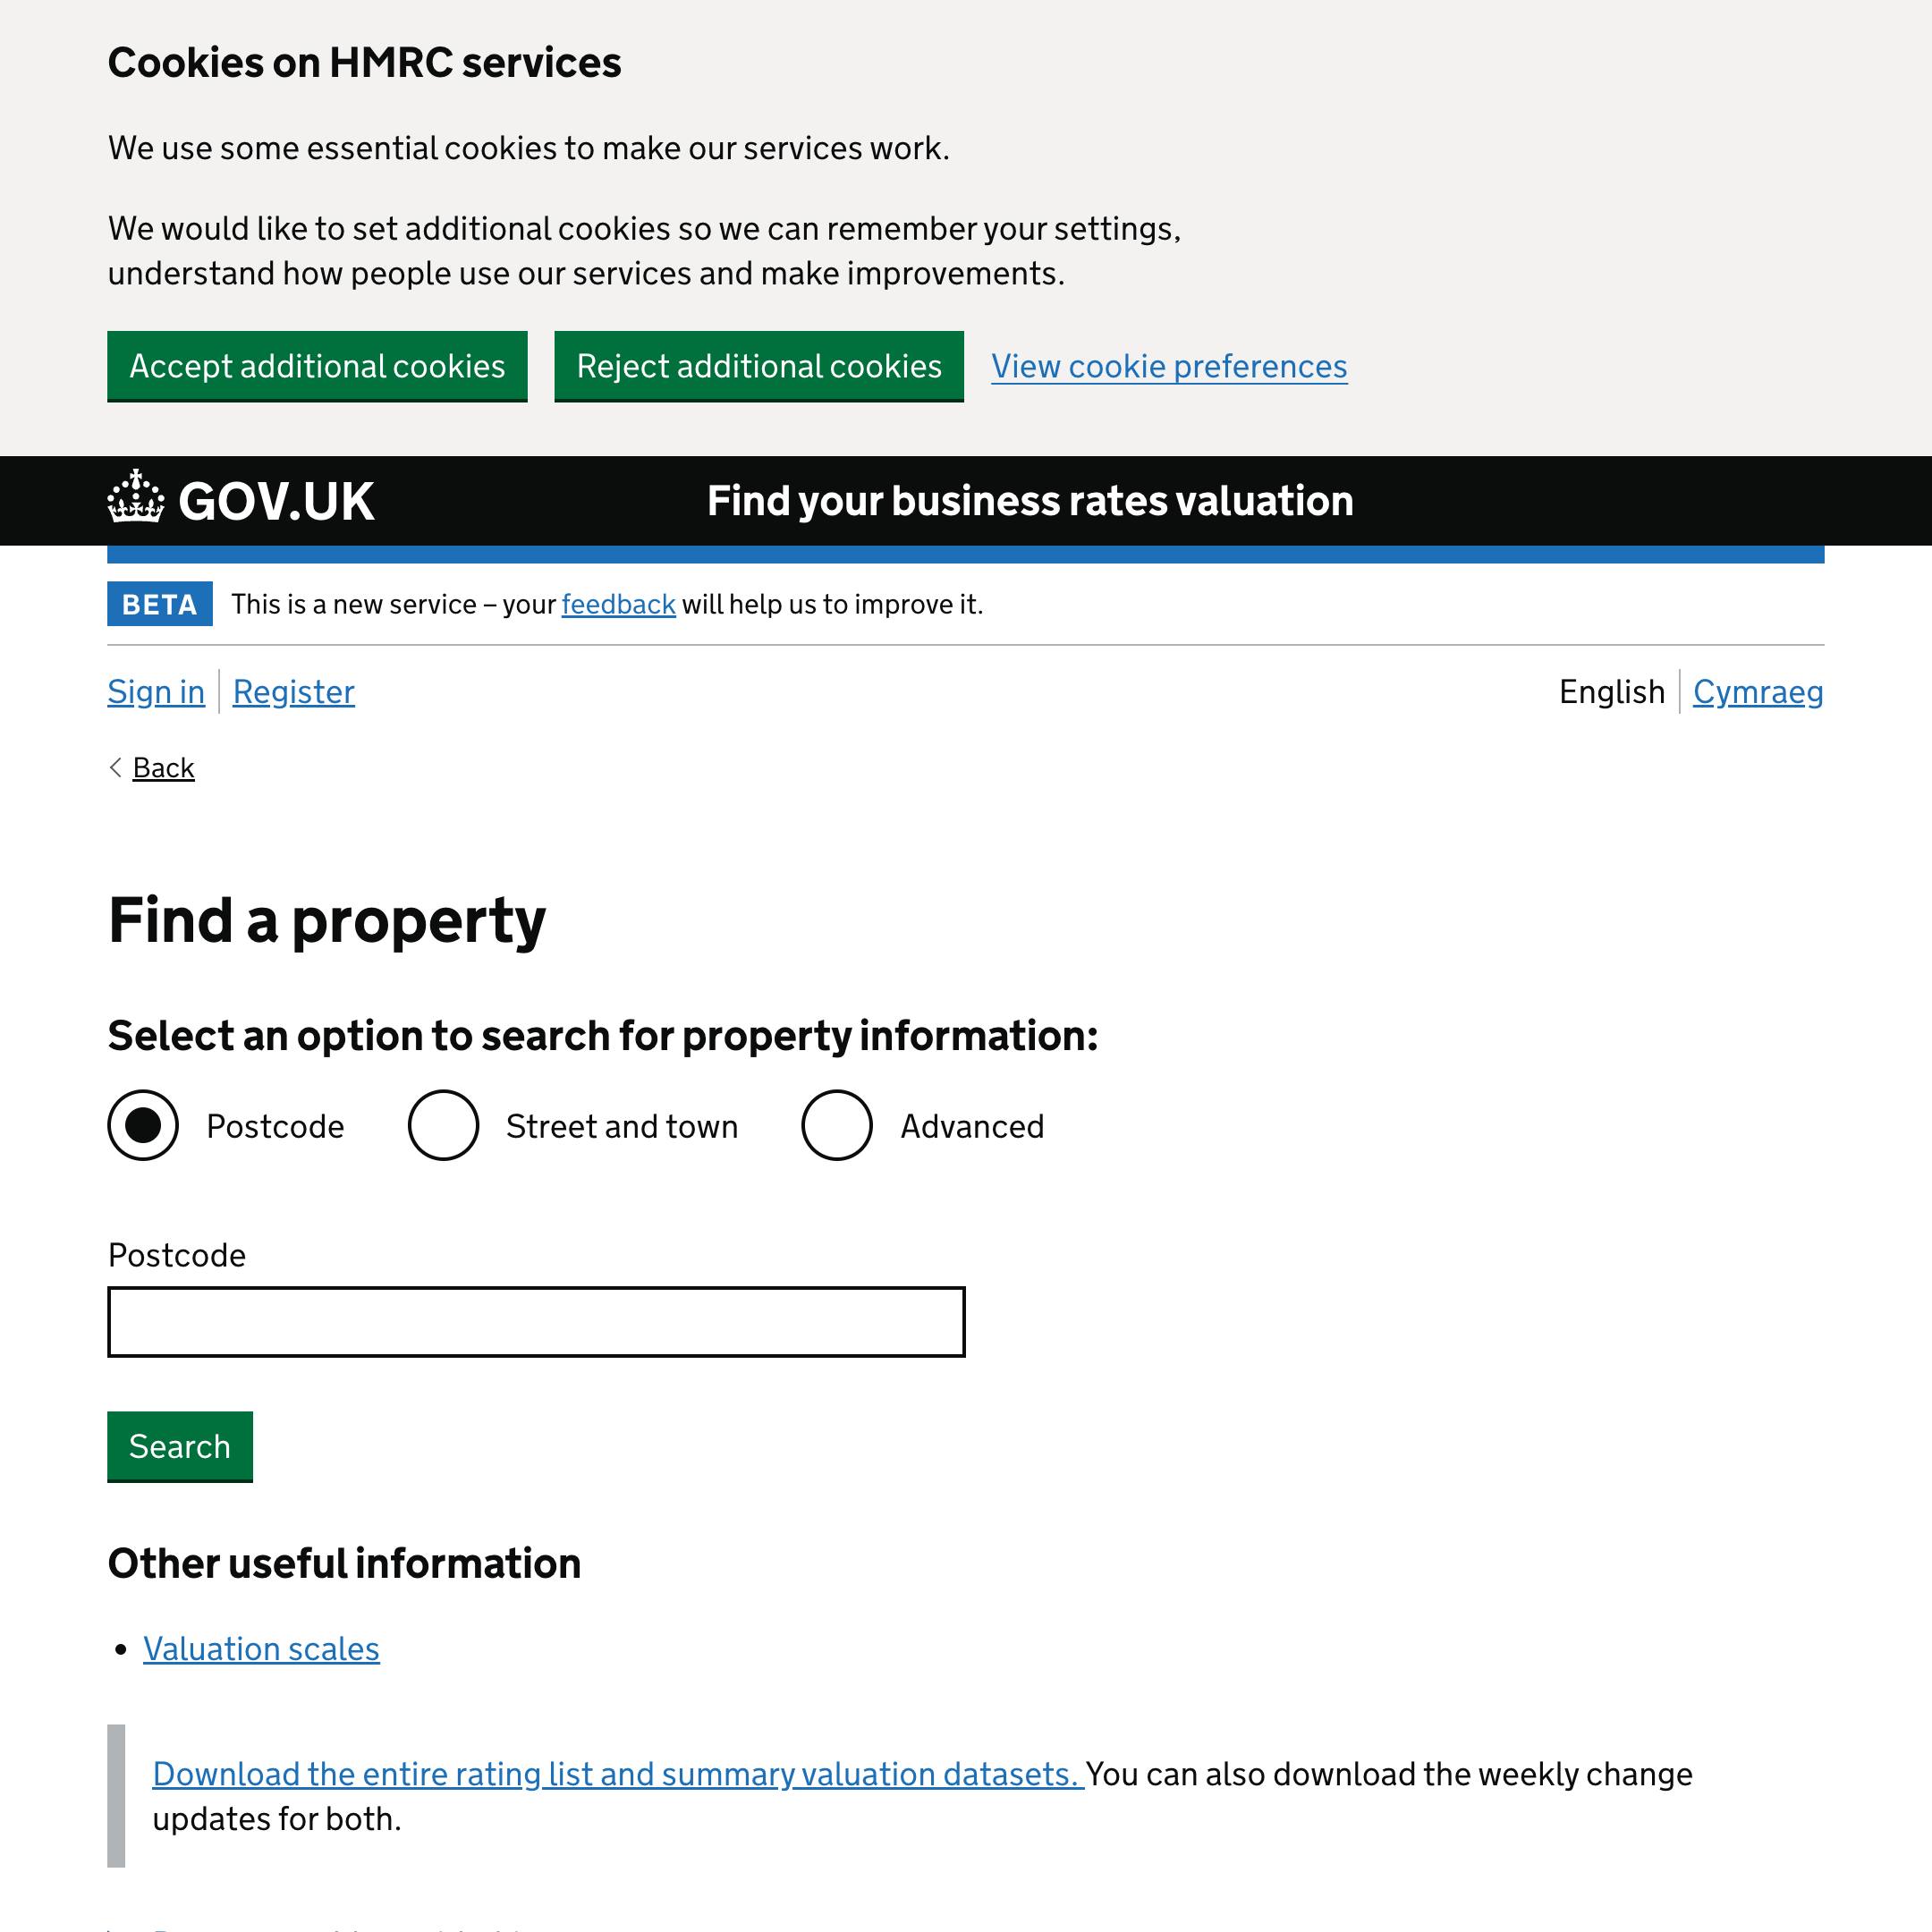 Cookies on HMRC services
We use some essential cookies to make our services work.
We would like to set additional cookies so we can remember your settings,
understand how people use our services and make improvements.
Accept additional cookies Reject additional cookies View cookie preferences
GOV.UK Find your business rates valuation
BETA This is a new service – your feedback will help us to improve it.
Sign in Register English Cymraeg
Back
Find a property
Select an option to search for property information:
Postcode Street and town Advanced
Postcode
Search
Other useful information
• Valuation scales
Download the entire rating list and summary valuation datasets. You can also download the weekly change
updates for both.